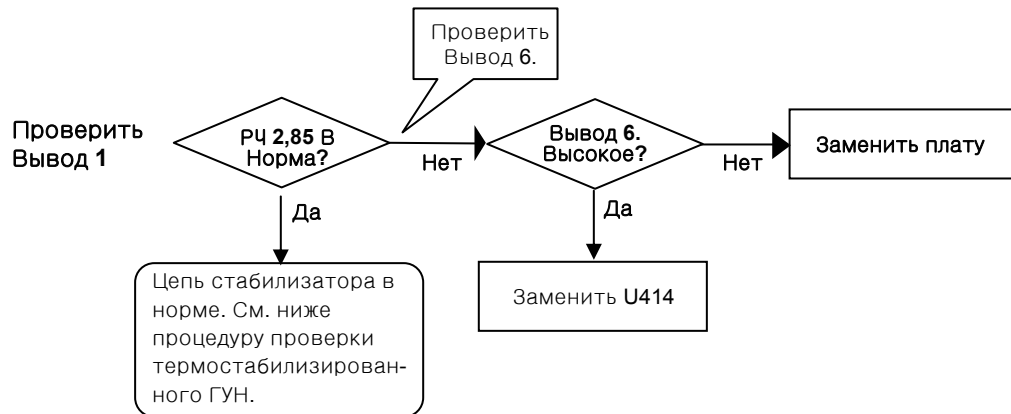 Проверить
Вывод 6.
Проверить
Вывод 1
РЧ 2,85 В
Норма?
Нет
Вывод 6.
Высокое?
Нет
Заменить плату
Да
Да
Цепь стабилизатора в
норме. См. ниже
процедуру проверки
термостабилизирован-
ного ГУН.
Заменить U414